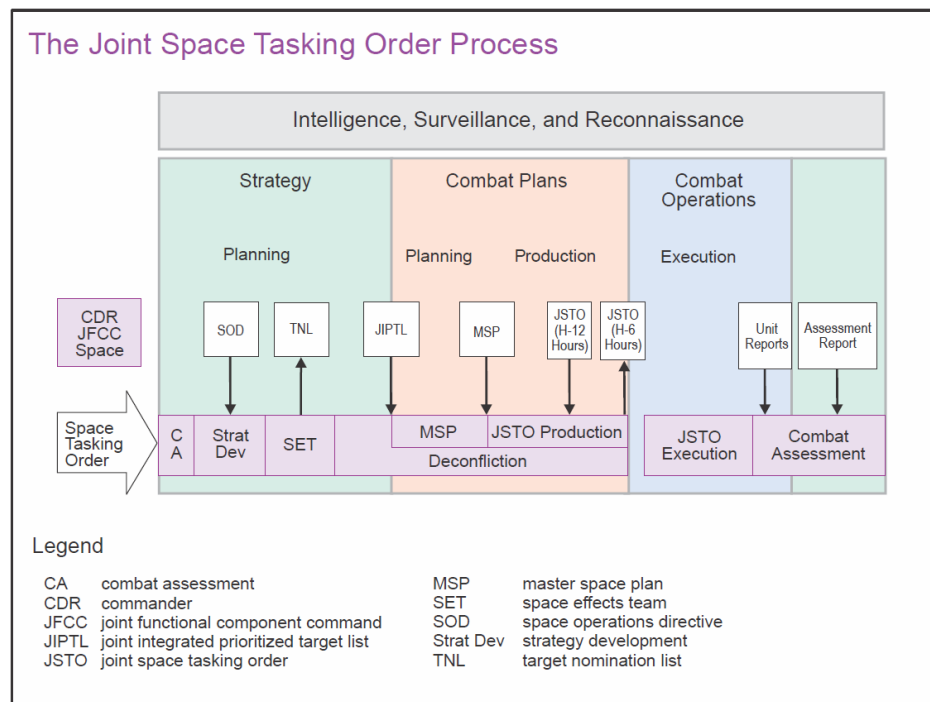 The Joint Space Tasking Order Process
Intelligence, Surveillance, and Reconnaissance
Strategy
Combat Plans
Combat
Operations
Planning
Planning
Production
Execution
CDR
JFCC
Space
SOD
TNL
JIPTL
MSP
JSTO
(H-12
Hours)
JSTO
(H-6
Hours)
Unit
Reports
Assessment
Report
Space
Tasking
Order
C
A
Strat
Dev
SET
MSP
JSTO Production
Deconfliction
JSTO
Execution
Combat
Assessment
Legend
CA combat assessment
CDR commander
JFCC joint functional component command
JIPTL joint integrated prioritized target list
JSTO joint space tasking order
MSP master space plan
SET space effects team
SOD space operations directive
Strat Dev strategy development
TNL target nomination list